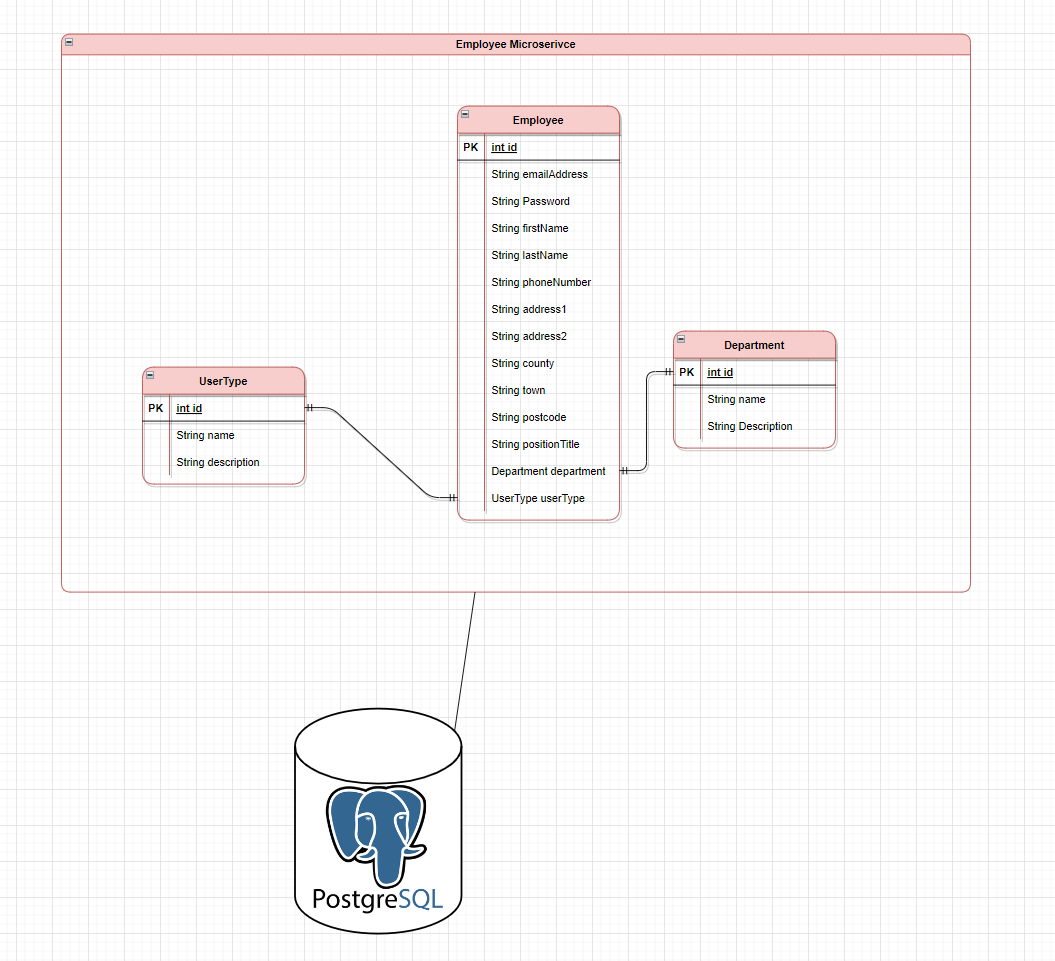 Employee Microserivce
Employee
PK int id
String emailAddress
String Password
String firstName
String lastName
String phoneNumber
String address1
String address2
String county
String town
String postcode
String positionTitle
Department department
UserType userType
UserType
PK int id
String name
String description
Department
PK int id
String name
String Description
PostgreSQL